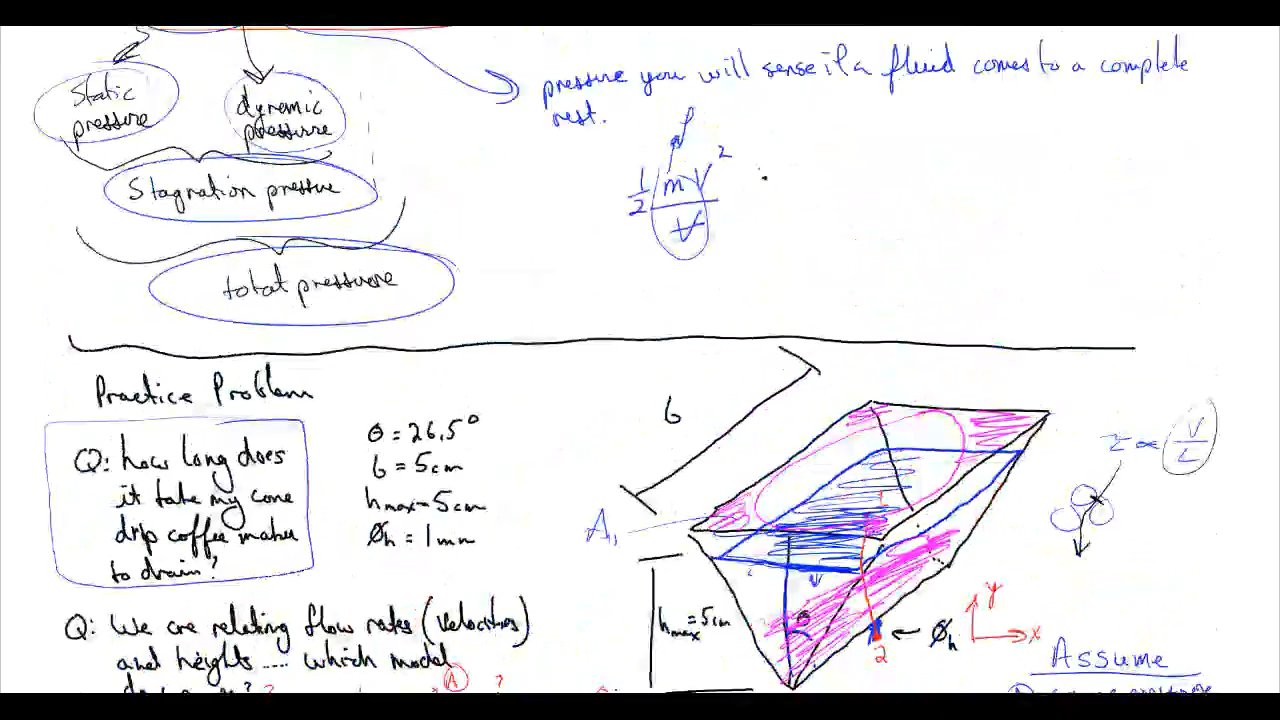 pressure you will sense if a fluid comes to a complete
rest.
Static
pressure
dynamic
pressure
Stagnation pressure
total pressure
ρ
1/2 m V²
V
Practice Problem
Q: how long does
it take my cone
drip coffee maker
to drain?
θ = 26.5°
b = 5cm
hmax = 5cm
Øh = 1mm
b
A₁
hmax = 5cm
θ
2
← Øh
y
x
τ ∝ V/L
Q: We are relating flow rates (velocities)
and heights .... which model
Assume